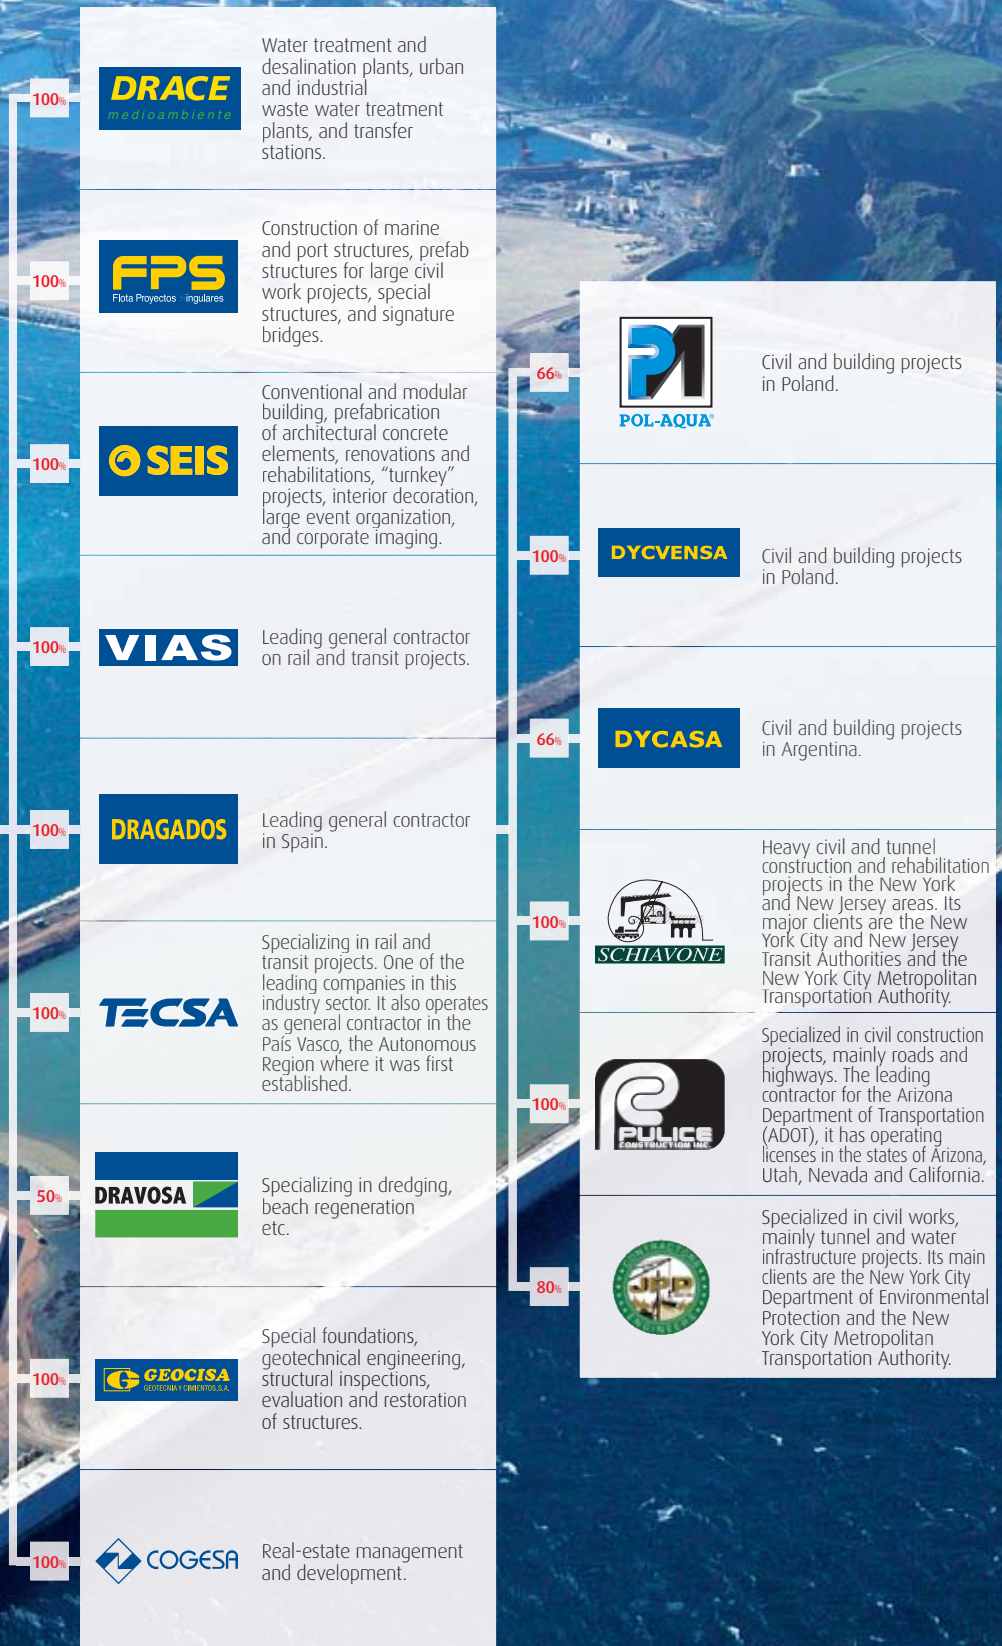 100%
DRACE
medioambiente
Water treatment and
desalination plants, urban
and industrial
waste water treatment
plants, and transfer
stations.
100%
FPS
Flota Proyectos Singulares
Construction of marine
and port structures, prefab
structures for large civil
work projects, special
structures, and signature
bridges.
100%
SEIS
Conventional and modular
building, prefabrication
of architectural concrete
elements, renovations and
rehabilitations, “turnkey”
projects, interior decoration,
large event organization,
and corporate imaging.
100%
VIAS
Leading general contractor
on rail and transit projects.
100%
DRAGADOS
Leading general contractor
in Spain.
100%
TECSA
Specializing in rail and
transit projects. One of the
leading companies in this
industry sector. It also operates
as general contractor in the
País Vasco, the Autonomous
Region where it was first
established.
50%
DRAVOSA
Specializing in dredging,
beach regeneration
etc.
100%
GEOCISA
GEOTECNIA Y CIMIENTOS, S.A.
Special foundations,
geotechnical engineering,
structural inspections,
evaluation and restoration
of structures.
100%
COGESA
Real-estate management
and development.
66%
POL-AQUA®
Civil and building projects
in Poland.
100%
DYCVENSA
Civil and building projects
in Poland.
66%
DYCASA
Civil and building projects
in Argentina.
100%
SCHIAVONE
Heavy civil and tunnel
construction and rehabilitation
projects in the New York
and New Jersey areas. Its
major clients are the New
York City and New Jersey
Transit Authorities and the
New York City Metropolitan
Transportation Authority.
100%
PULICE
CONSTRUCTION INC.
Specialized in civil construction
projects, mainly roads and
highways. The leading
contractor for the Arizona
Department of Transportation
(ADOT), it has operating
licenses in the states of Arizona,
Utah, Nevada and California.
80%
JPP
Specialized in civil works,
mainly tunnel and water
infrastructure projects. Its main
clients are the New York City
Department of Environmental
Protection and the New
York City Metropolitan
Transportation Authority.